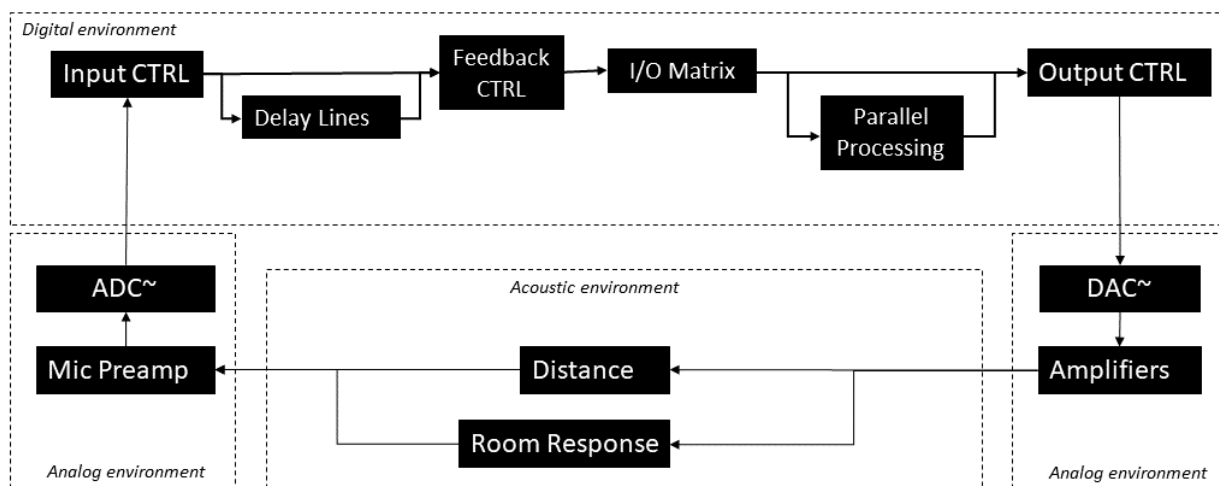 Digital environment
Input CTRL
Delay Lines
Feedback
CTRL
I/O Matrix
Parallel
Processing
Output CTRL
ADC~
Mic Preamp
Analog environment
Acoustic environment
Distance
Room Response
DAC~
Amplifiers
Analog environment